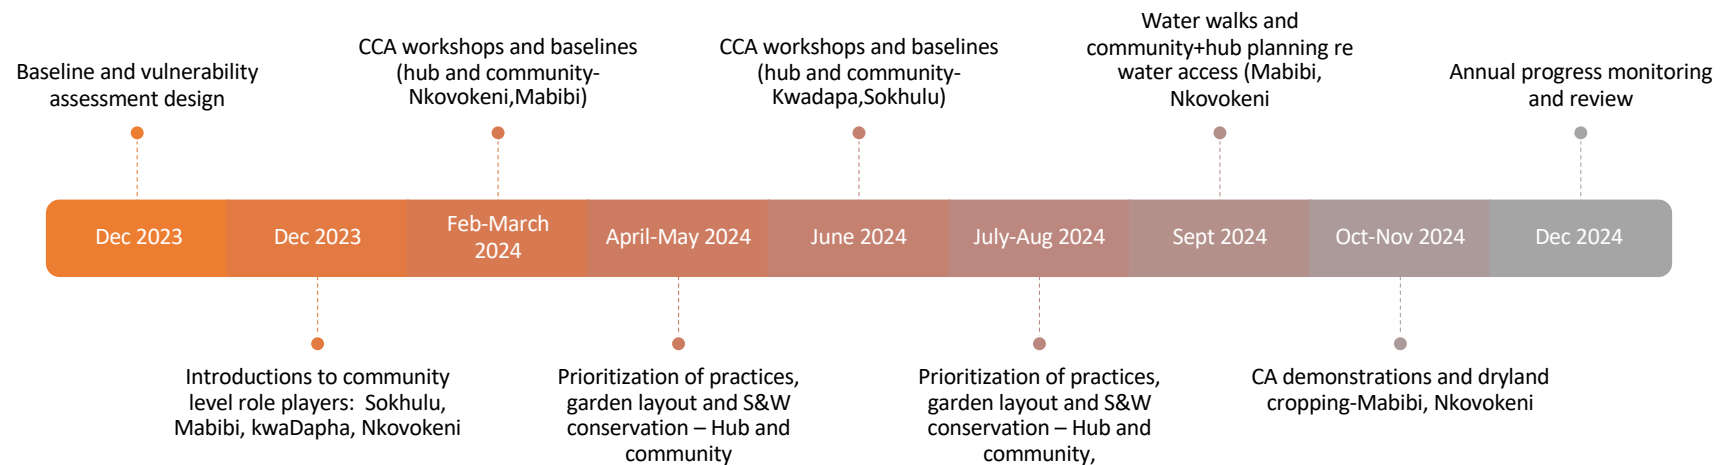 Baseline and vulnerability
assessment design
CCA workshops and baselines
(hub and community-
Nkovokeni,Mabibi)
CCA workshops and baselines
(hub and community-
Kwadapa,Sokhulu)
Water walks and
community+hub planning re
water access (Mabibi,
Nkovokeni
Annual progress monitoring
and review
Dec 2023
Dec 2023
Feb-March
2024
April-May 2024
June 2024
July-Aug 2024
Sept 2024
Oct-Nov 2024
Dec 2024
Introductions to community
level role players:  Sokhulu,
Mabibi, kwaDapha, Nkovokeni
Prioritization of practices,
garden layout and S&W
conservation – Hub and
community
Prioritization of practices,
garden layout and S&W
conservation – Hub and
community,
CA demonstrations and dryland
cropping-Mabibi, Nkovokeni